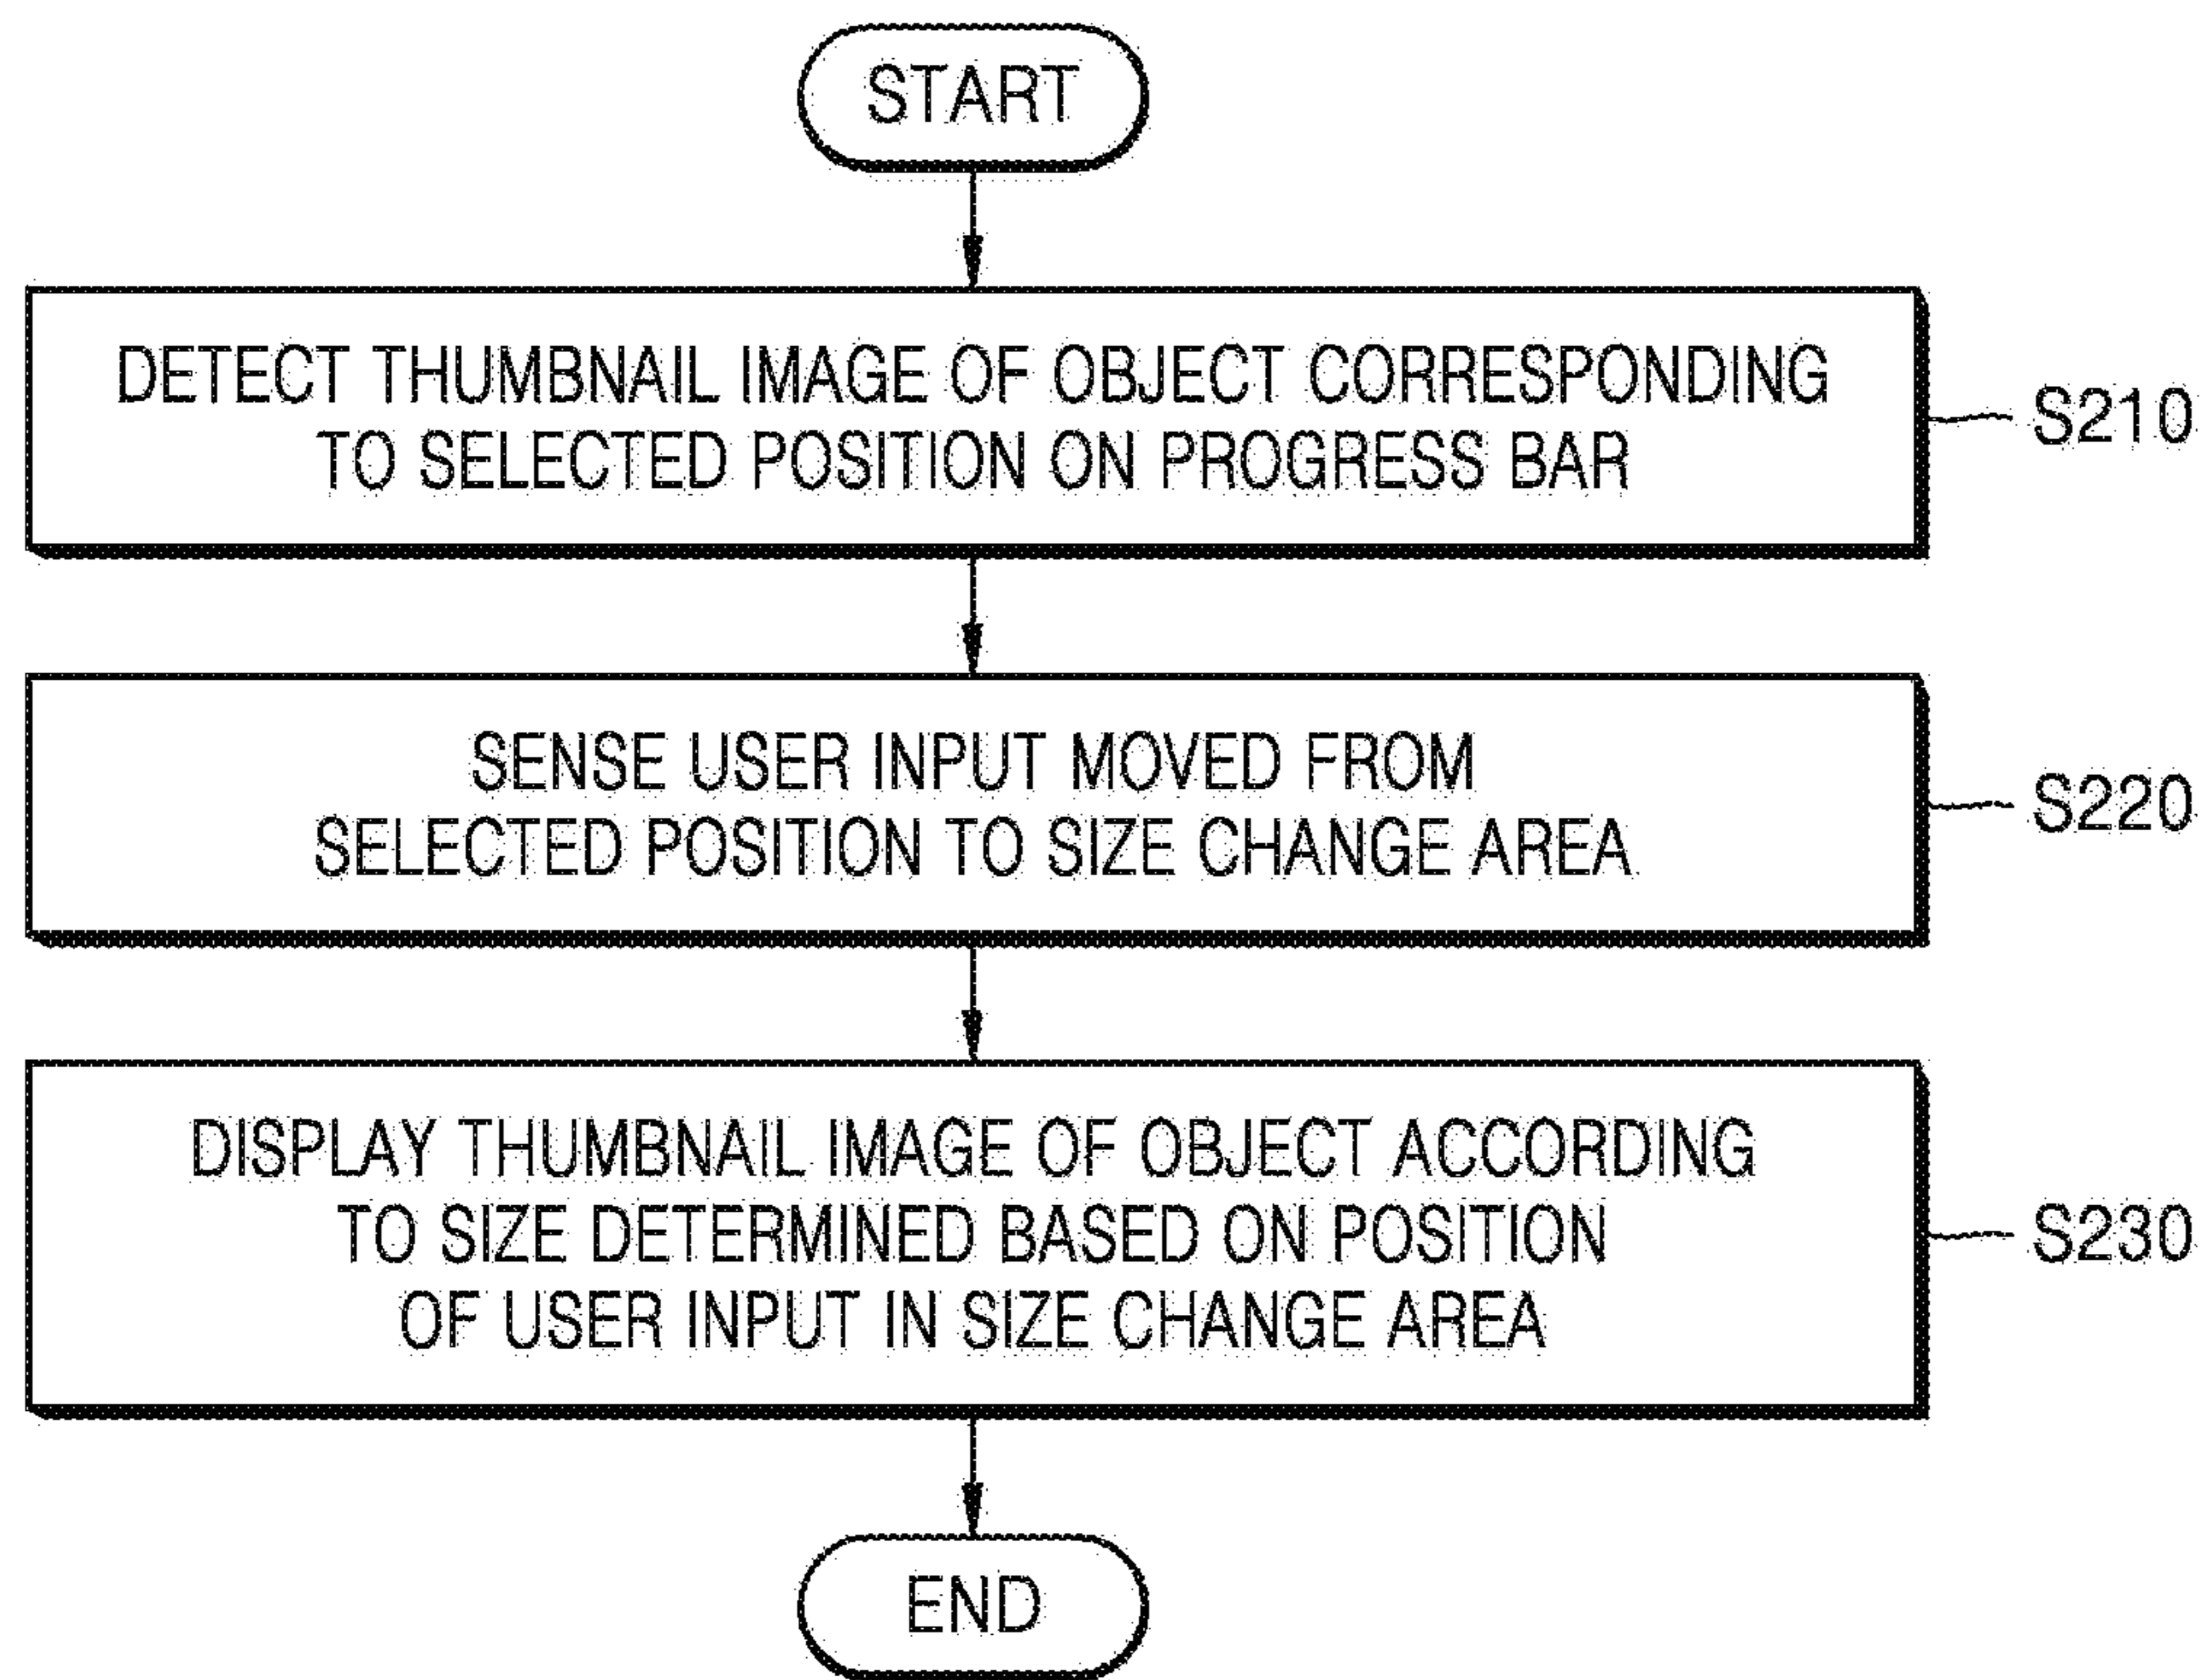 START
DETECT THUMBNAIL IMAGE OF OBJECT CORRESPONDING
TO SELECTED POSITION ON PROGRESS BAR
S210
SENSE USER INPUT MOVED FROM
SELECTED POSITION TO SIZE CHANGE AREA
S220
DISPLAY THUMBNAIL IMAGE OF OBJECT ACCORDING
TO SIZE DETERMINED BASED ON POSITION
OF USER INPUT IN SIZE CHANGE AREA
S230
END